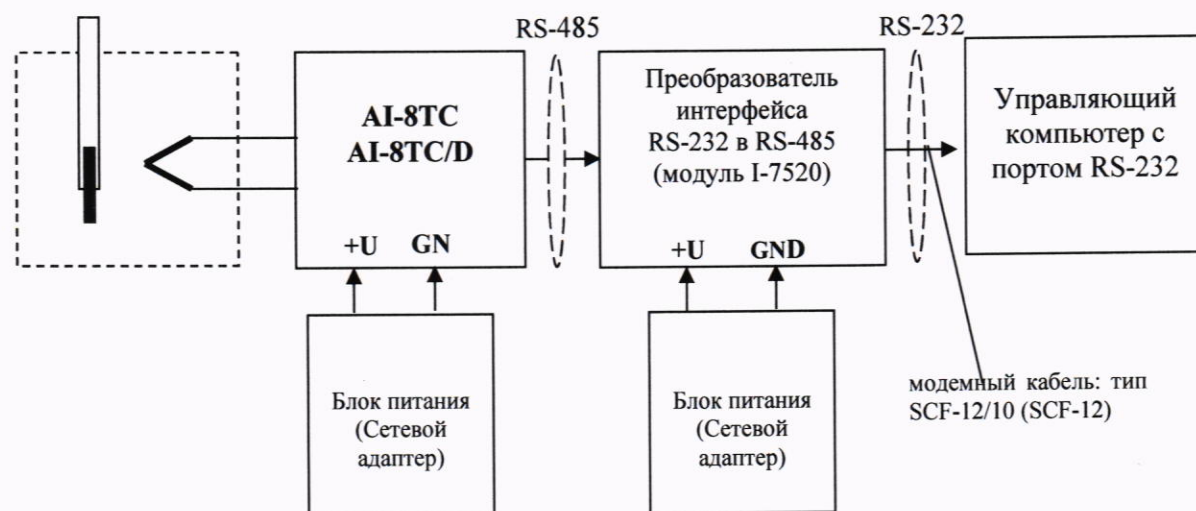 RS-485
RS-232
AI-8TC
AI-8TC/D
+U GN
Преобразователь
интерфейса
RS-232 в RS-485
(модуль I-7520)
+U GND
Управляющий
компьютер с
портом RS-232
Блок питания
(Сетевой
адаптер)
Блок питания
(Сетевой
адаптер)
модемный кабель: тип
SCF-12/10 (SCF-12)